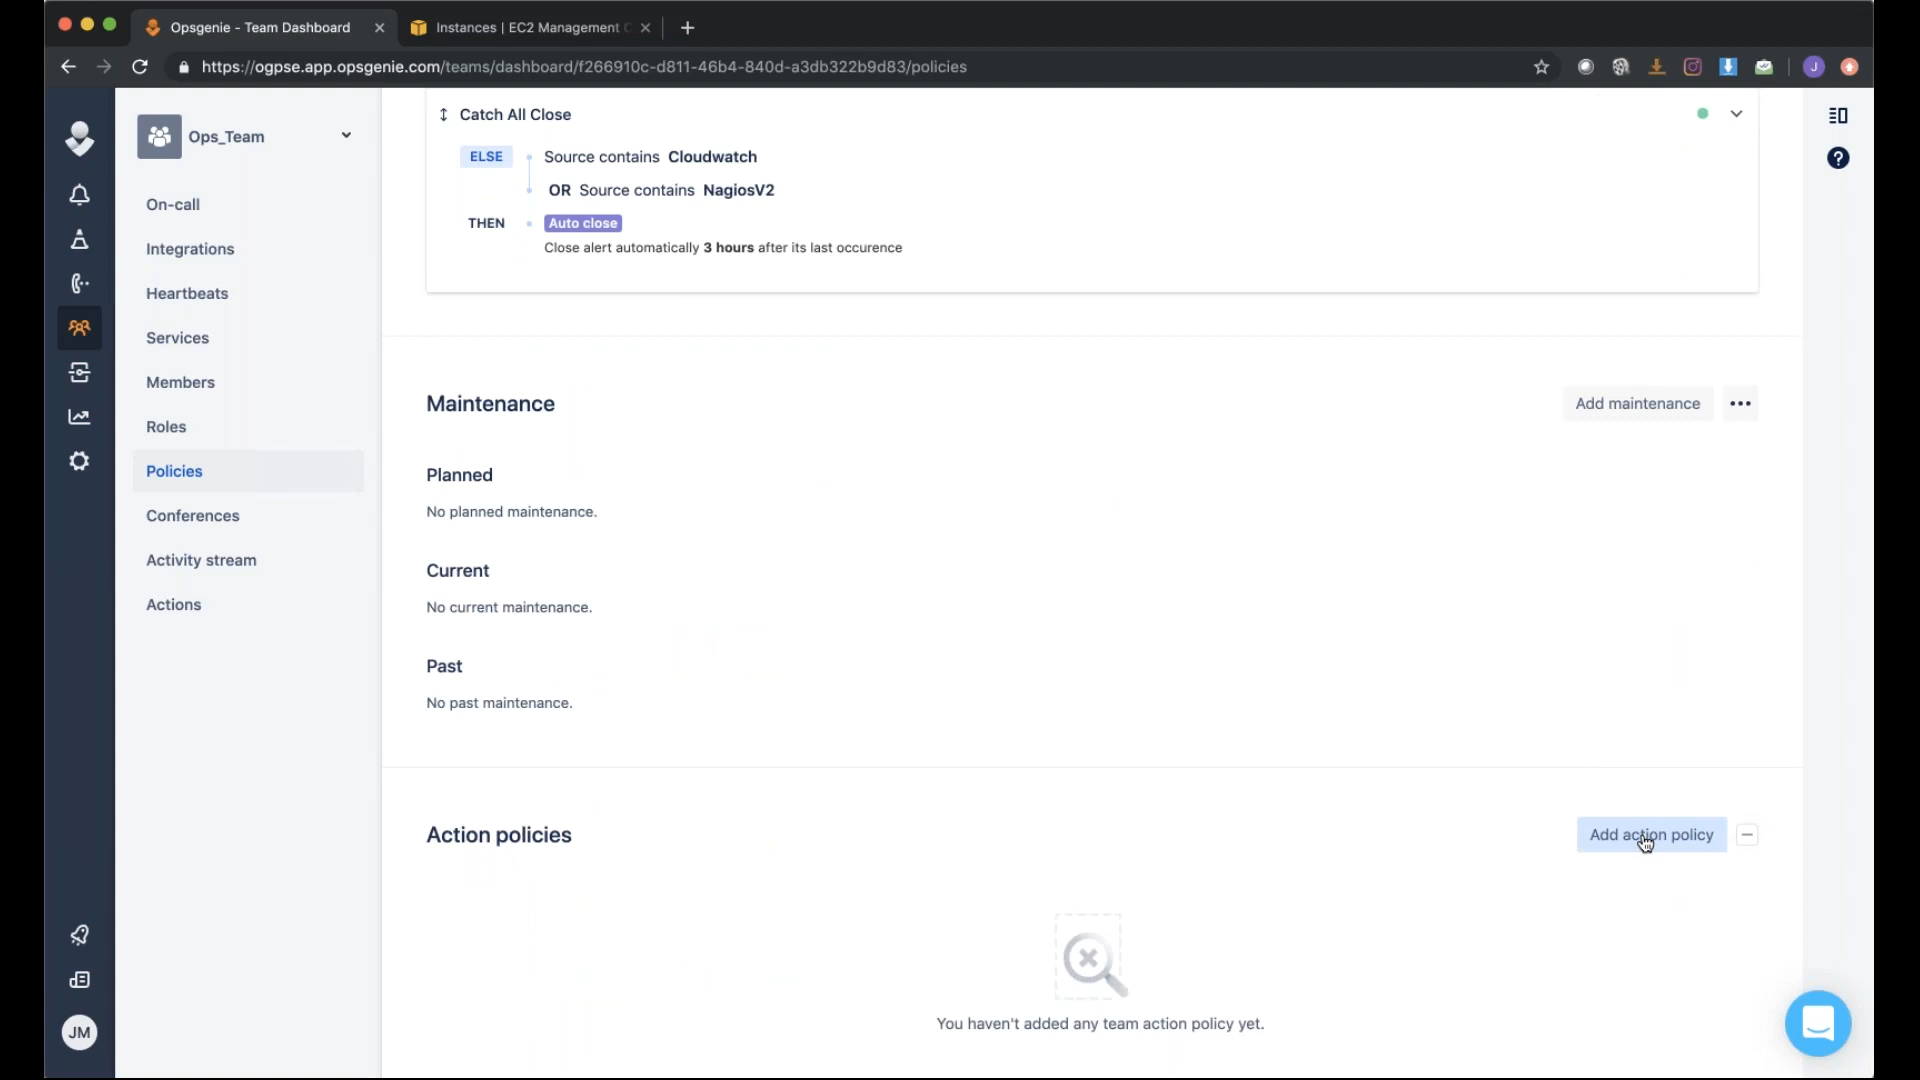 Opsgenie - Team Dashboard
Instances | EC2 Management C
https://ogpse.app.opsgenie.com/teams/dashboard/f266910c-d811-46b4-840d-a3db322b9d83/policies
J
Ops_Team
On-call
Integrations
Heartbeats
Services
Members
Roles
Policies
Conferences
Activity stream
Actions
JM
Catch All Close
ELSE Source contains Cloudwatch
OR Source contains NagiosV2
THEN Auto close
Close alert automatically 3 hours after its last occurence
Maintenance
Add maintenance
Planned
No planned maintenance.
Current
No current maintenance.
Past
No past maintenance.
Action policies
Add action policy
You haven't added any team action policy yet.